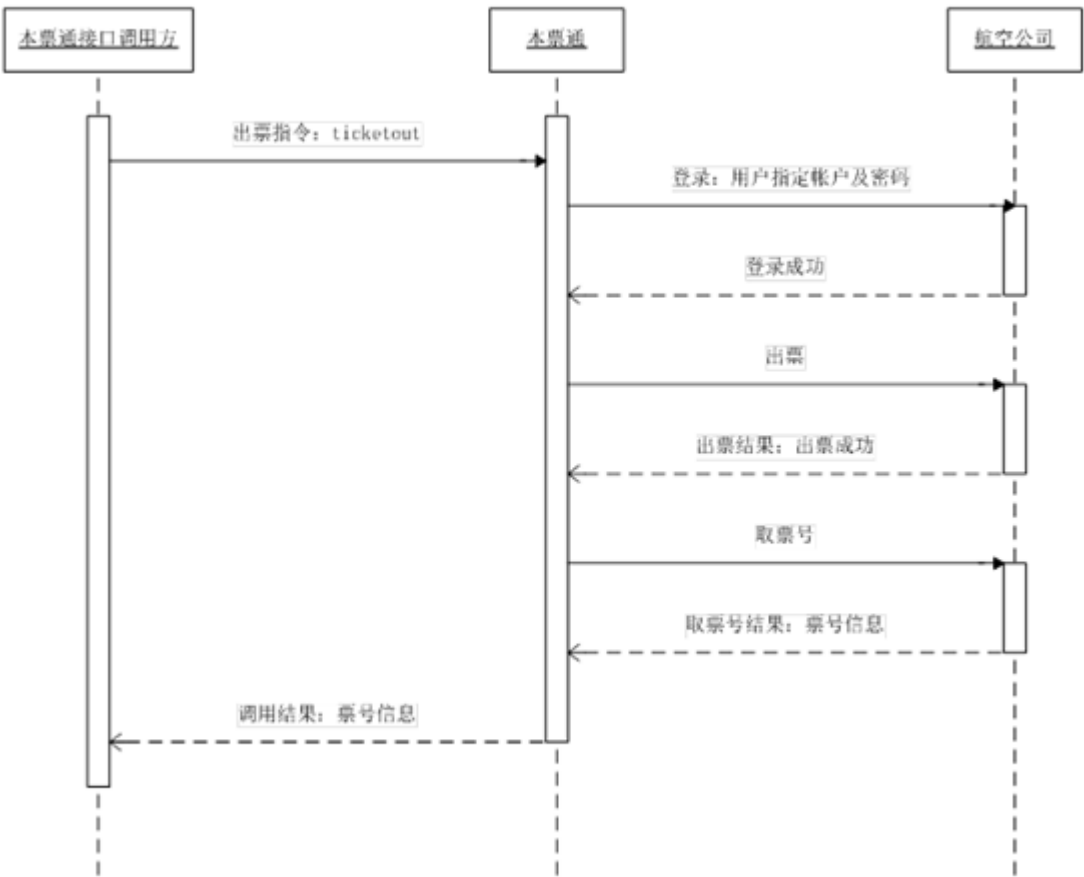 本票通接口调用方
本票通
航空公司
出票指令：ticketout
登录：用户指定帐户及密码
登录成功
出票
出票结果：出票成功
取票号
取票号结果：票号信息
调用结果：票号信息